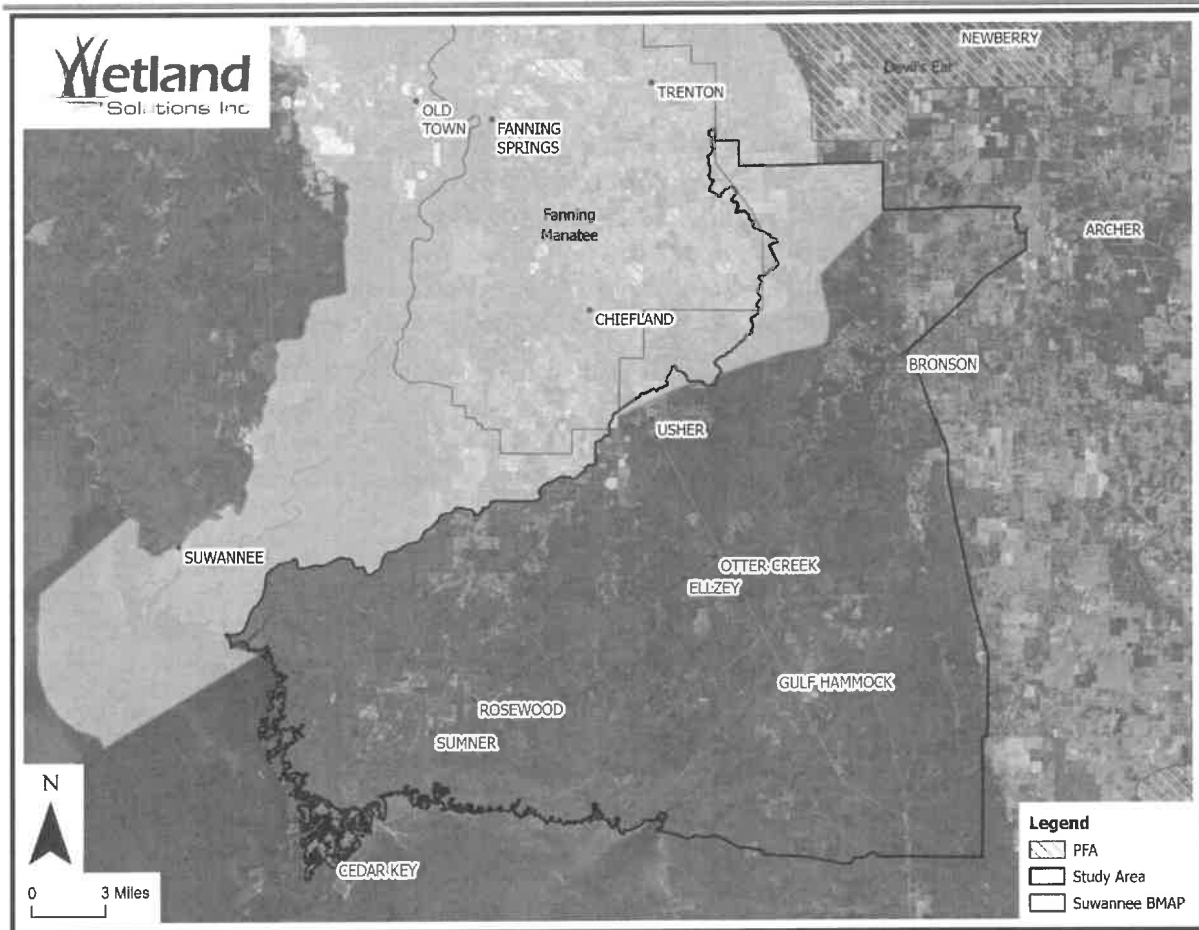 Wetland
Solutions Inc
NEWBERRY
Devil's Ear
TRENTON
OLD
TOWN
FANNING
SPRINGS
Fanning
Manatee
ARCHER
CHIEFLAND
BRONSON
USHER
SUWANNEE
OTTER CREEK
ELLZEY
GULF HAMMOCK
ROSEWOOD
SUMNER
N
CEDAR KEY
0 3 Miles
Legend
PFA
Study Area
Suwannee BMAP